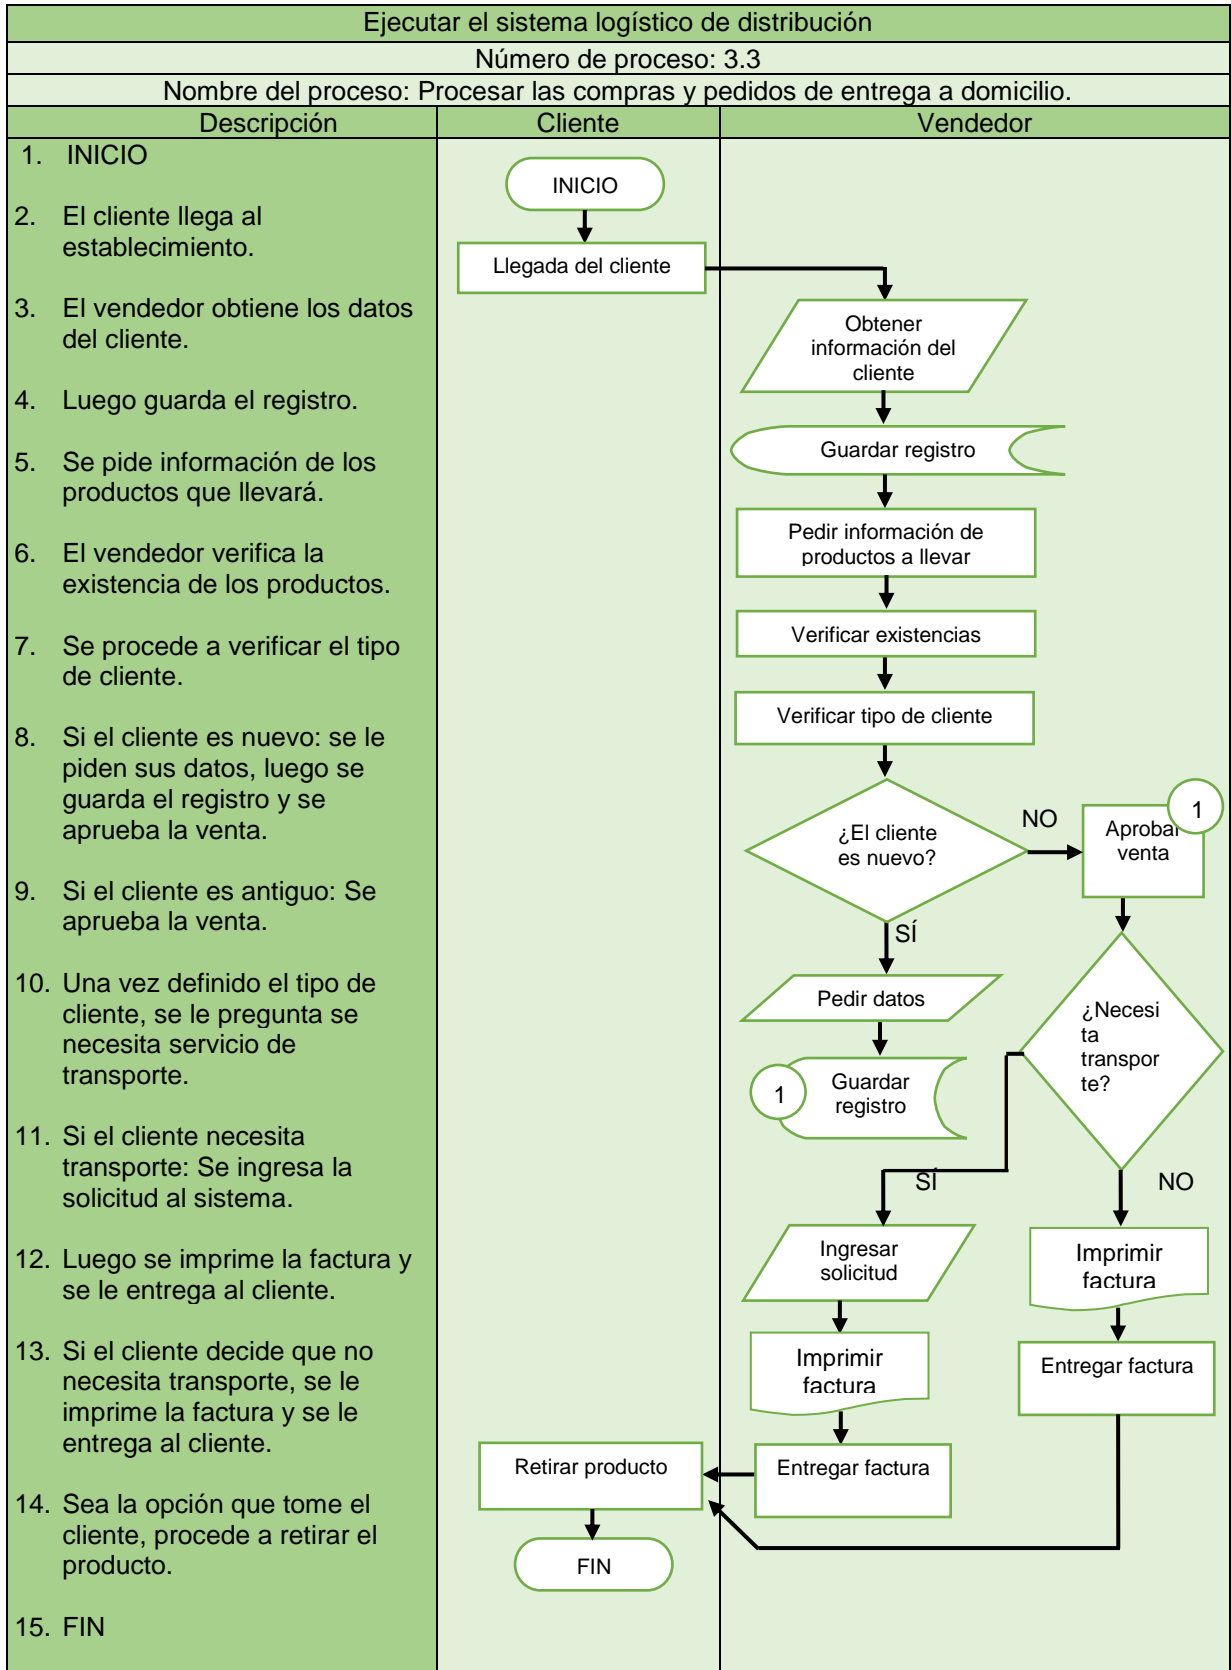 Ejecutar el sistema logístico de distribución
Número de proceso: 3.3
Nombre del proceso: Procesar las compras y pedidos de entrega a domicilio.
Descripción
Cliente
Vendedor
1. INICIO
2. El cliente llega al
establecimiento.
3. El vendedor obtiene los datos
del cliente.
4. Luego guarda el registro.
5. Se pide información de los
productos que llevará.
6. El vendedor verifica la
existencia de los productos.
7. Se procede a verificar el tipo
de cliente.
8. Si el cliente es nuevo: se le
piden sus datos, luego se
guarda el registro y se
aprueba la venta.
9. Si el cliente es antiguo: Se
aprueba la venta.
10. Una vez definido el tipo de
cliente, se le pregunta se
necesita servicio de
transporte.
11. Si el cliente necesita
transporte: Se ingresa la
solicitud al sistema.
12. Luego se imprime la factura y
se le entrega al cliente.
13. Si el cliente decide que no
necesita transporte, se le
imprime la factura y se le
entrega al cliente.
14. Sea la opción que tome el
cliente, procede a retirar el
producto.
15. FIN
INICIO
Llegada del cliente
Obtener
información del
cliente
Guardar registro
Pedir información de
productos a llevar
Verificar existencias
Verificar tipo de cliente
¿El cliente
es nuevo?
NO
1
Aprobar
venta
SÍ
Pedir datos
1
Guardar
registro
¿Necesi
ta
transpor
te?
SÍ
NO
Ingresar
solicitud
Imprimir
factura
Imprimir
factura
Entregar factura
Entregar factura
Retirar producto
FIN